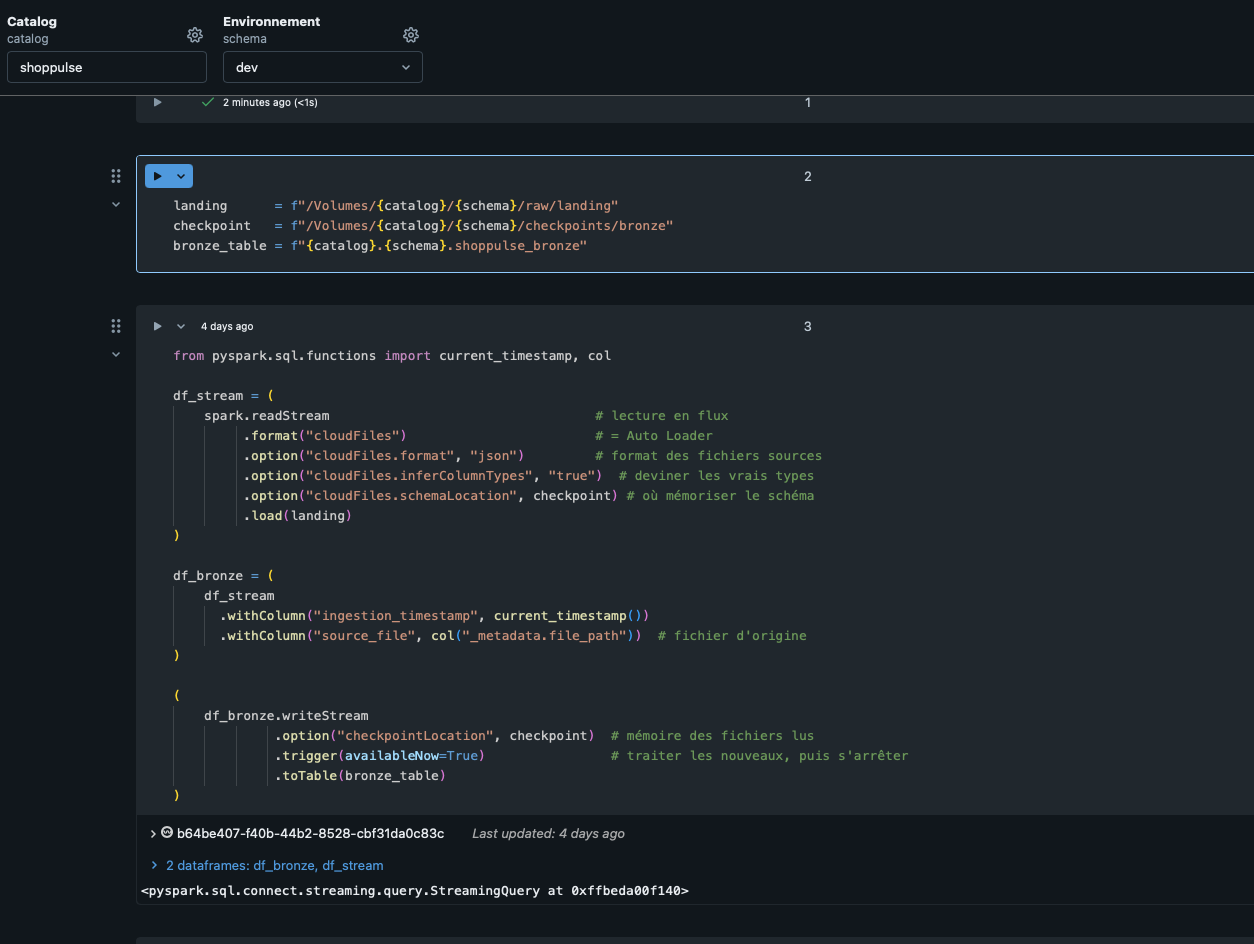 Catalog
catalog
shoppulse
Environnement
schema
dev
2 minutes ago (<1s)
1
2
landing      = f"/Volumes/{catalog}/{schema}/raw/landing"
checkpoint   = f"/Volumes/{catalog}/{schema}/checkpoints/bronze"
bronze_table = f"{catalog}.{schema}.shoppulse_bronze"
4 days ago
3
from pyspark.sql.functions import current_timestamp, col
df_stream = (
    spark.readStream                                  # lecture en flux
         .format("cloudFiles")                        # = Auto Loader
         .option("cloudFiles.format", "json")         # format des fichiers sources
         .option("cloudFiles.inferColumnTypes", "true")  # deviner les vrais types
         .option("cloudFiles.schemaLocation", checkpoint) # où mémoriser le schéma
         .load(landing)
)
df_bronze = (
    df_stream
      .withColumn("ingestion_timestamp", current_timestamp())
      .withColumn("source_file", col("_metadata.file_path"))  # fichier d'origine
)
(
    df_bronze.writeStream
             .option("checkpointLocation", checkpoint)  # mémoire des fichiers lus
             .trigger(availableNow=True)                # traiter les nouveaux, puis s'arrêter
             .toTable(bronze_table)
)
b64be407-f40b-44b2-8528-cbf31da0c83c
Last updated: 4 days ago
2 dataframes: df_bronze, df_stream
<pyspark.sql.connect.streaming.query.StreamingQuery at 0xffbeda00f140>